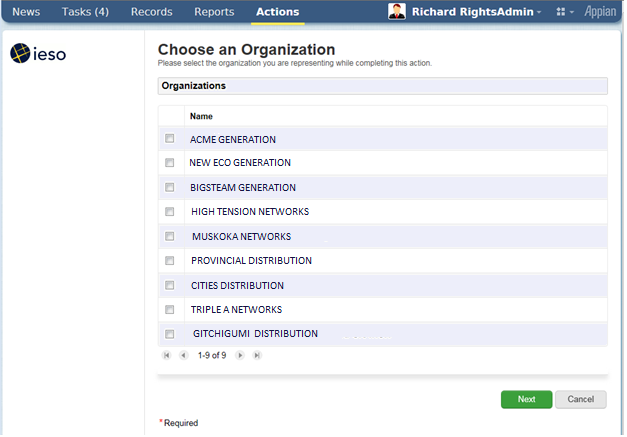 News Tasks (4) Records Reports Actions Richard RightsAdmin Appian
ieso
Choose an Organization
Please select the organization you are representing while completing this action.
Organizations
Name
ACME GENERATION
NEW ECO GENERATION
BIGSTEAM GENERATION
HIGH TENSION NETWORKS
MUSKOKA NETWORKS
PROVINCIAL DISTRIBUTION
CITIES DISTRIBUTION
TRIPLE A NETWORKS
GITCHIGUMI DISTRIBUTION
1-9 of 9
Next Cancel
*Required